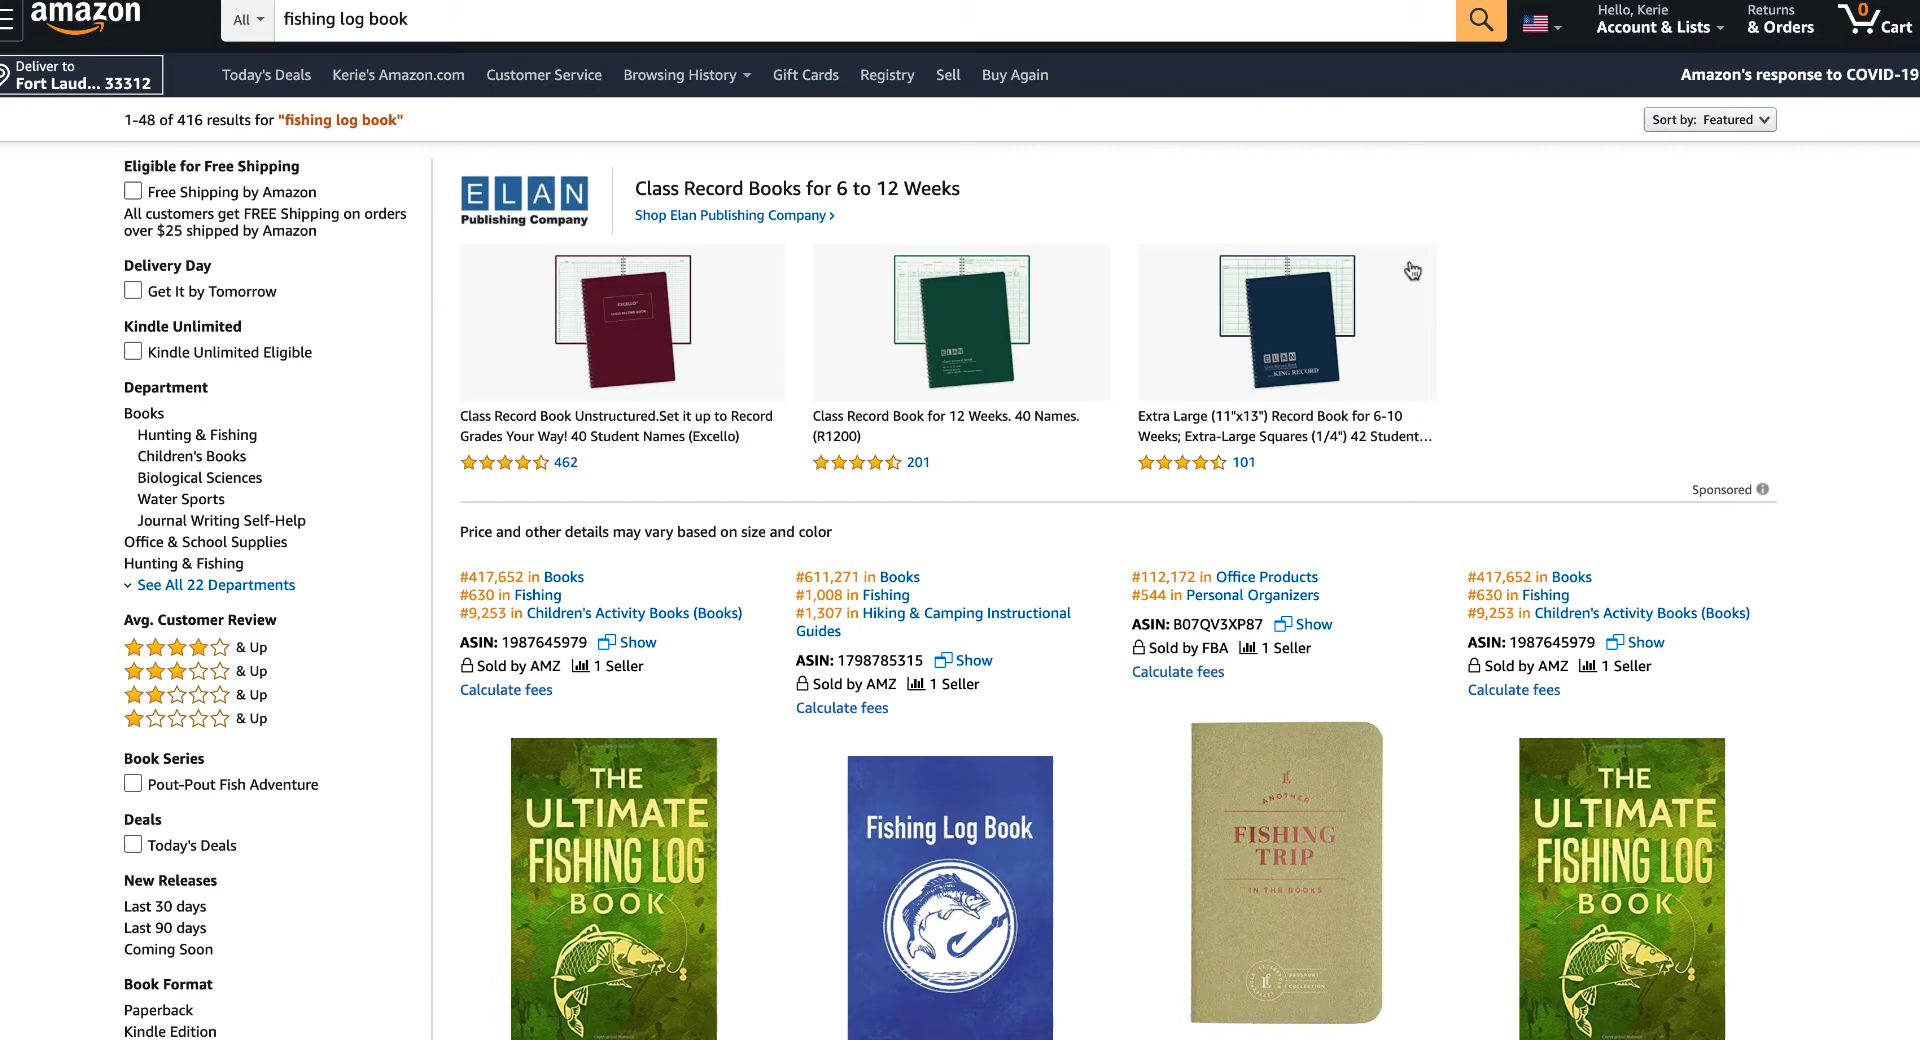 amazon
All
fishing log book
Hello, Kerie
Account & Lists
Returns
& Orders
0
Cart
Deliver to
Fort Laud... 33312
Today's Deals
Kerie's Amazon.com
Customer Service
Browsing History
Gift Cards
Registry
Sell
Buy Again
Amazon's response to COVID-19
1-48 of 416 results for "fishing log book"
Sort by: Featured
Eligible for Free Shipping
Free Shipping by Amazon
All customers get FREE Shipping on orders
over $25 shipped by Amazon
Delivery Day
Get It by Tomorrow
Kindle Unlimited
Kindle Unlimited Eligible
Department
Books
Hunting & Fishing
Children's Books
Biological Sciences
Water Sports
Journal Writing Self-Help
Office & School Supplies
Hunting & Fishing
See All 22 Departments
Avg. Customer Review
& Up
& Up
& Up
& Up
Book Series
Pout-Pout Fish Adventure
Deals
Today's Deals
New Releases
Last 30 days
Last 90 days
Coming Soon
Book Format
Paperback
Kindle Edition
ELAN
Publishing Company
Class Record Books for 6 to 12 Weeks
Shop Elan Publishing Company ›
EXCELLO
CLASS RECORD BOOK
ELAN
ELAN
KING RECORD
Class Record Book Unstructured.Set it up to Record
Grades Your Way! 40 Student Names (Excello)
462
Class Record Book for 12 Weeks. 40 Names.
(R1200)
201
Extra Large (11"x13") Record Book for 6-10
Weeks; Extra-Large Squares (1/4") 42 Student...
101
Sponsored
Price and other details may vary based on size and color
#417,652 in Books
#630 in Fishing
#9,253 in Children's Activity Books (Books)
ASIN: 1987645979 Show
Sold by AMZ 1 Seller
Calculate fees
THE
ULTIMATE
FISHING LOG
BOOK
#611,271 in Books
#1,008 in Fishing
#1,307 in Hiking & Camping Instructional
Guides
ASIN: 1798785315 Show
Sold by AMZ 1 Seller
Calculate fees
Fishing Log Book
#112,172 in Office Products
#544 in Personal Organizers
ASIN: B07QV3XP87 Show
Sold by FBA 1 Seller
Calculate fees
ANOTHER
FISHING
TRIP
IN THE BOOKS
PASSPORT
COLLECTION
#417,652 in Books
#630 in Fishing
#9,253 in Children's Activity Books (Books)
ASIN: 1987645979 Show
Sold by AMZ 1 Seller
Calculate fees
THE
ULTIMATE
FISHING LOG
BOOK